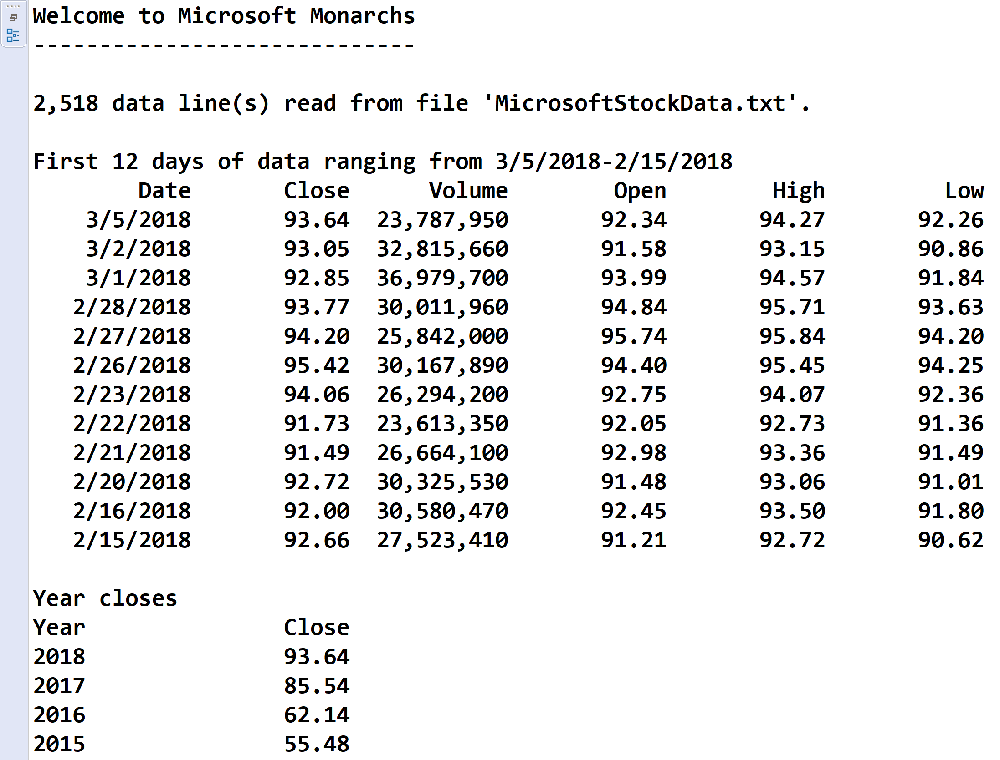 Welcome to Microsoft Monarchs
-----------------------------
2,518 data line(s) read from file 'MicrosoftStockData.txt'.
First 12 days of data ranging from 3/5/2018-2/15/2018
Date Close Volume Open High Low
3/5/2018 93.64 23,787,950 92.34 94.27 92.26
3/2/2018 93.05 32,815,660 91.58 93.15 90.86
3/1/2018 92.85 36,979,700 93.99 94.57 91.84
2/28/2018 93.77 30,011,960 94.84 95.71 93.63
2/27/2018 94.20 25,842,000 95.74 95.84 94.20
2/26/2018 95.42 30,167,890 94.40 95.45 94.25
2/23/2018 94.06 26,294,200 92.75 94.07 92.36
2/22/2018 91.73 23,613,350 92.05 92.73 91.36
2/21/2018 91.49 26,664,100 92.98 93.36 91.49
2/20/2018 92.72 30,325,530 91.48 93.06 91.01
2/16/2018 92.00 30,580,470 92.45 93.50 91.80
2/15/2018 92.66 27,523,410 91.21 92.72 90.62
Year closes
Year Close
2018 93.64
2017 85.54
2016 62.14
2015 55.48